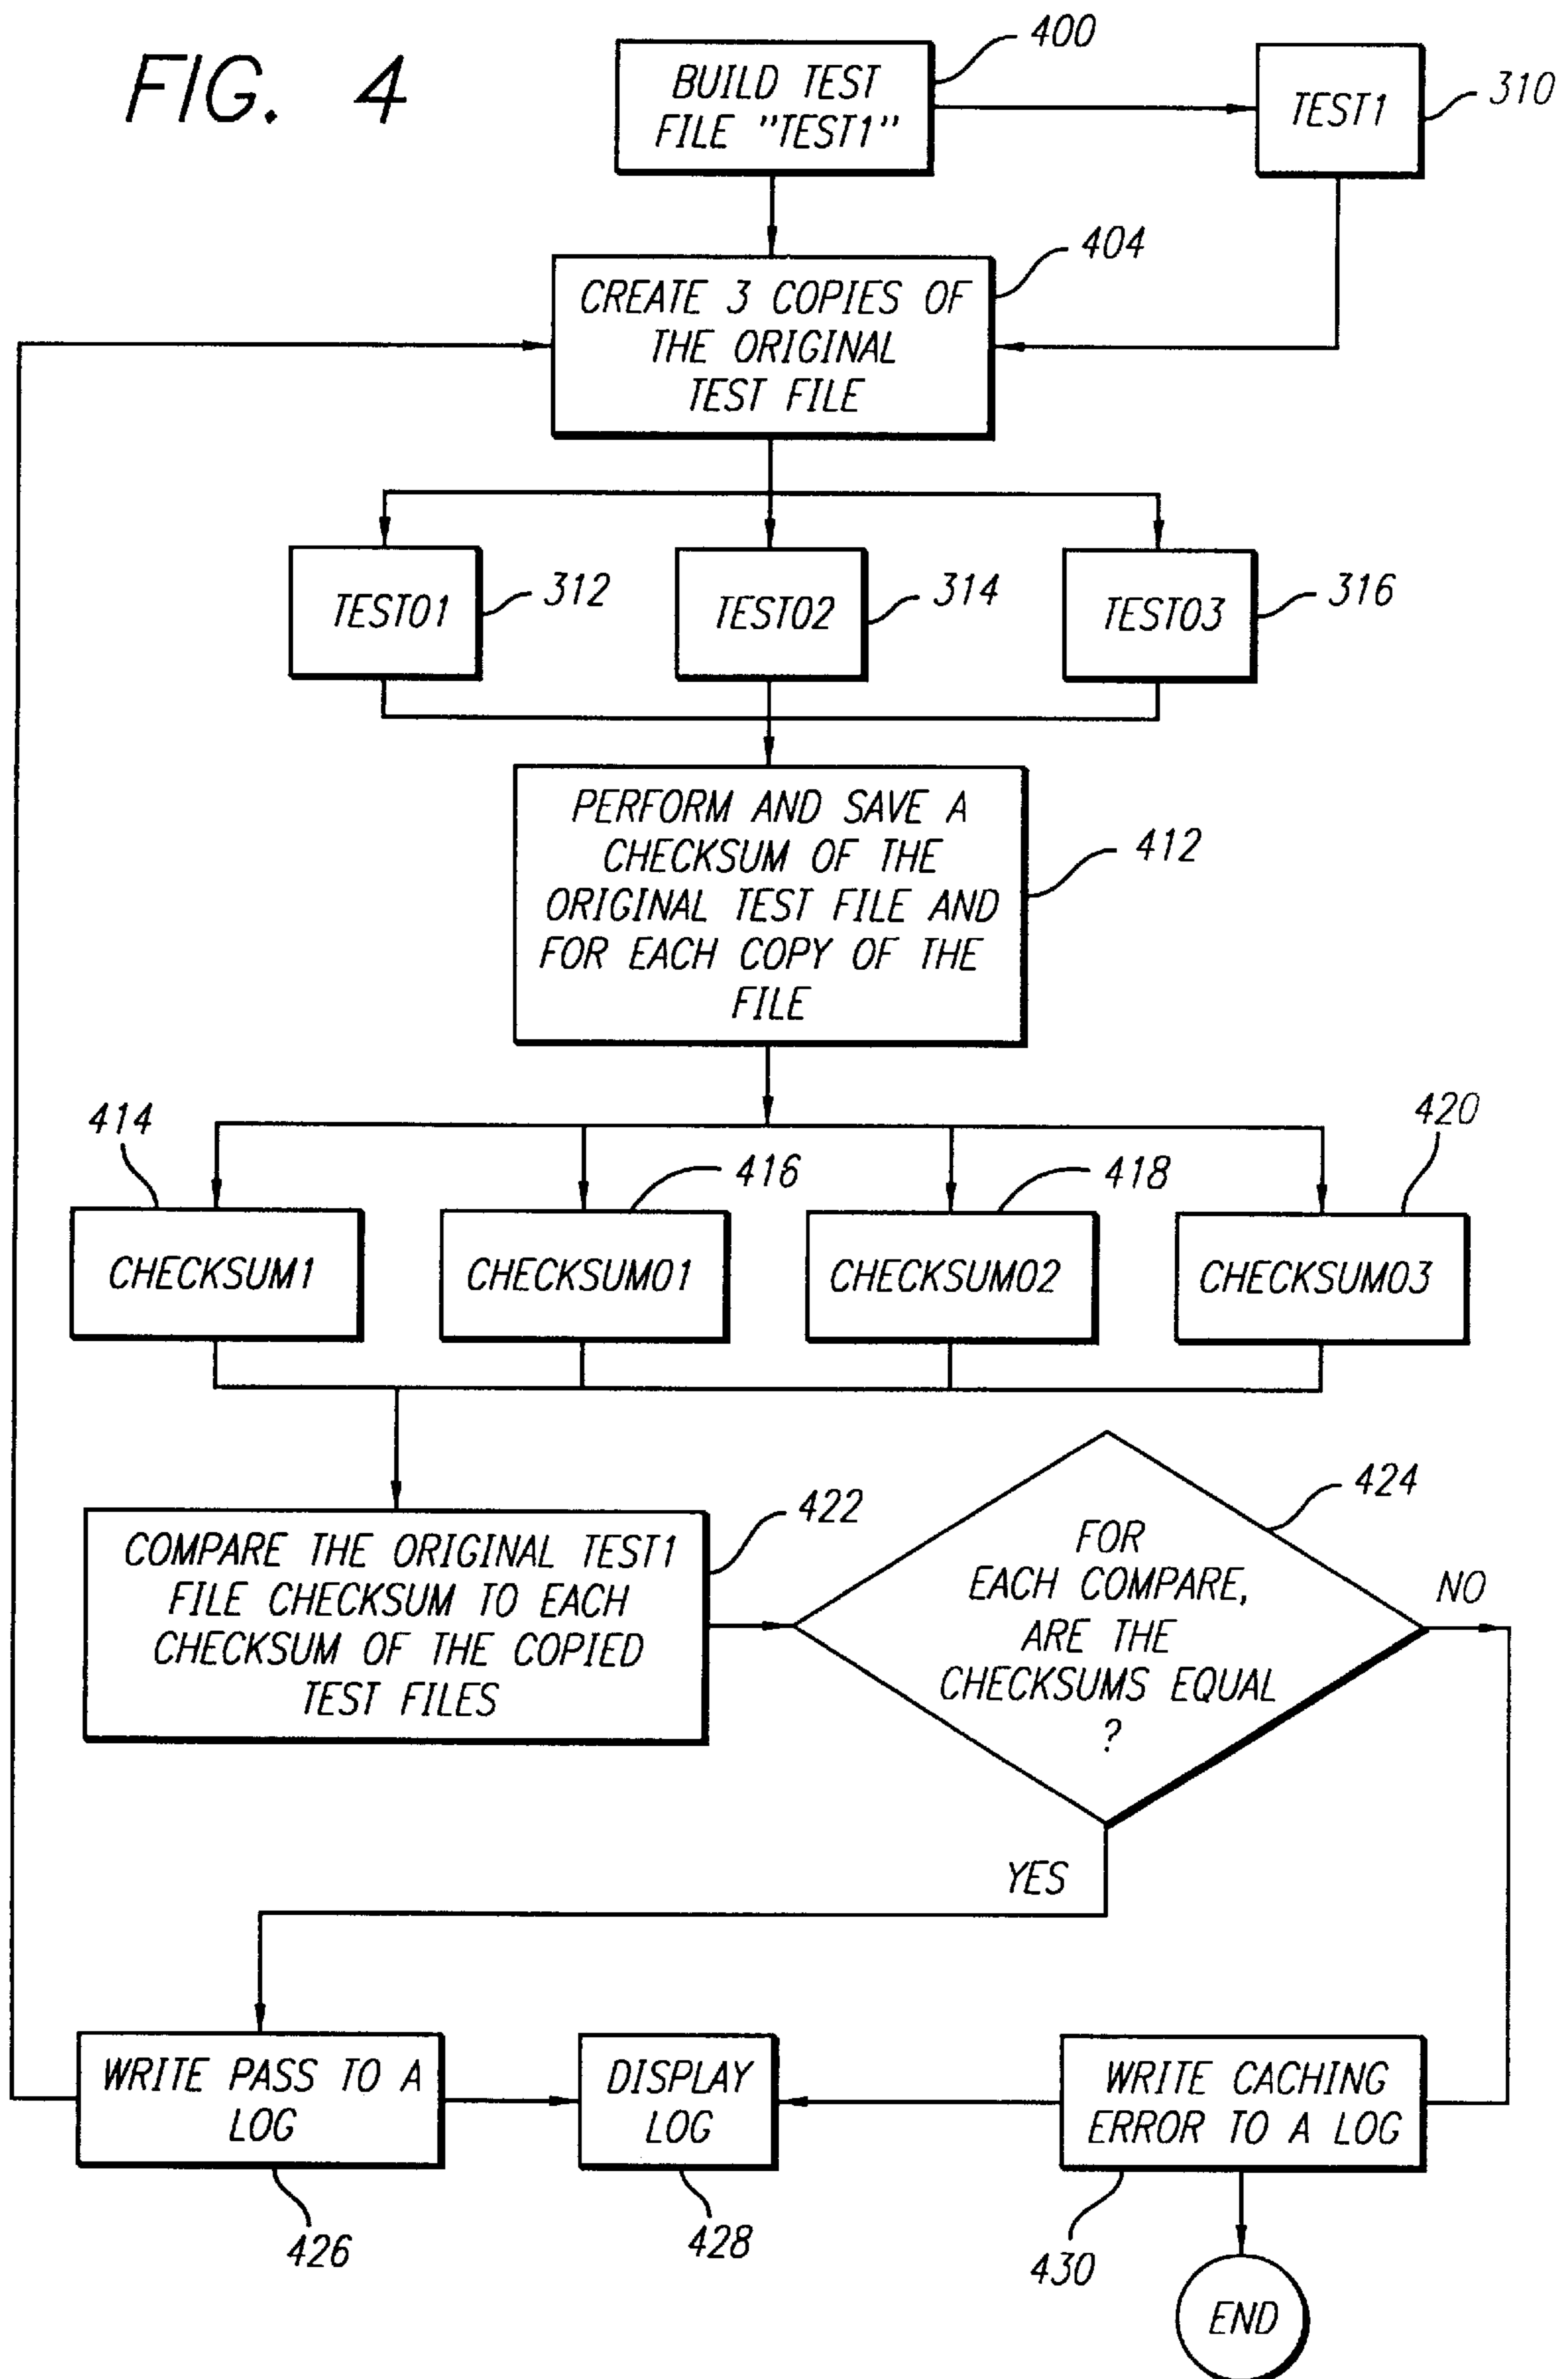 FIG. 4
400
BUILD TEST
FILE "TEST1"
TEST1
310
404
CREATE 3 COPIES OF
THE ORIGINAL
TEST FILE
TEST01
312
TEST02
314
TEST03
316
PERFORM AND SAVE A
CHECKSUM OF THE
ORIGINAL TEST FILE AND
FOR EACH COPY OF THE
FILE
412
414
416
418
420
CHECKSUM1
CHECKSUM01
CHECKSUM02
CHECKSUM03
COMPARE THE ORIGINAL TEST1
FILE CHECKSUM TO EACH
CHECKSUM OF THE COPIED
TEST FILES
422
424
FOR
EACH COMPARE,
ARE THE
CHECKSUMS EQUAL
?
NO
YES
WRITE PASS TO A
LOG
DISPLAY
LOG
WRITE CACHING
ERROR TO A LOG
426
428
430
END